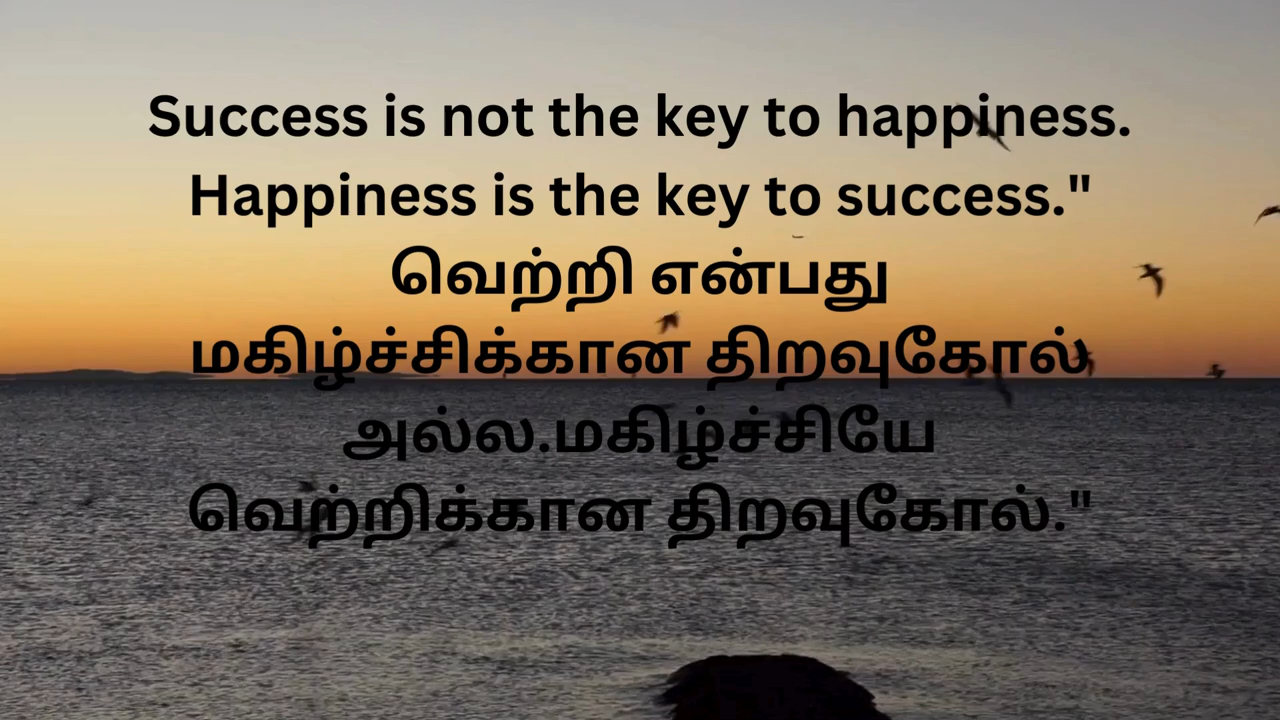 Success is not the key to happiness.
Happiness is the key to success."
வெற்றி என்பது
மகிழ்ச்சிக்கான திறவுகோல்
அல்ல.மகிழ்ச்சியே
வெற்றிக்கான திறவுகோல்."